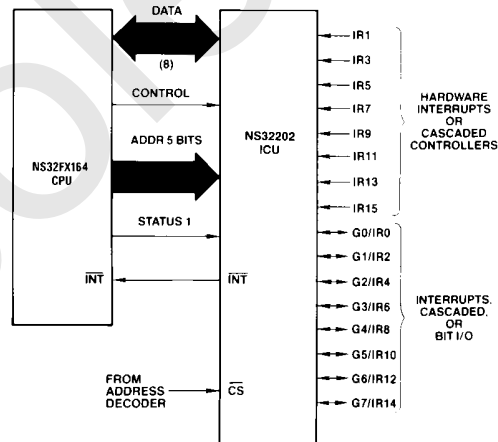 DATA
(8)
CONTROL
ADDR 5 BITS
STATUS 1
NS32FX164
CPU
INT
NS32202
ICU
INT
FROM
ADDRESS
DECODER
CS
IR1
IR3
IR5
IR7
IR9
IR11
IR13
IR15
HARDWARE
INTERRUPTS
OR
CASCADED
CONTROLLERS
G0/IR0
G1/IR2
G2/IR4
G3/IR6
G4/IR8
G5/IR10
G6/IR12
G7/IR14
INTERRUPTS,
CASCADED,
OR
BIT I/O